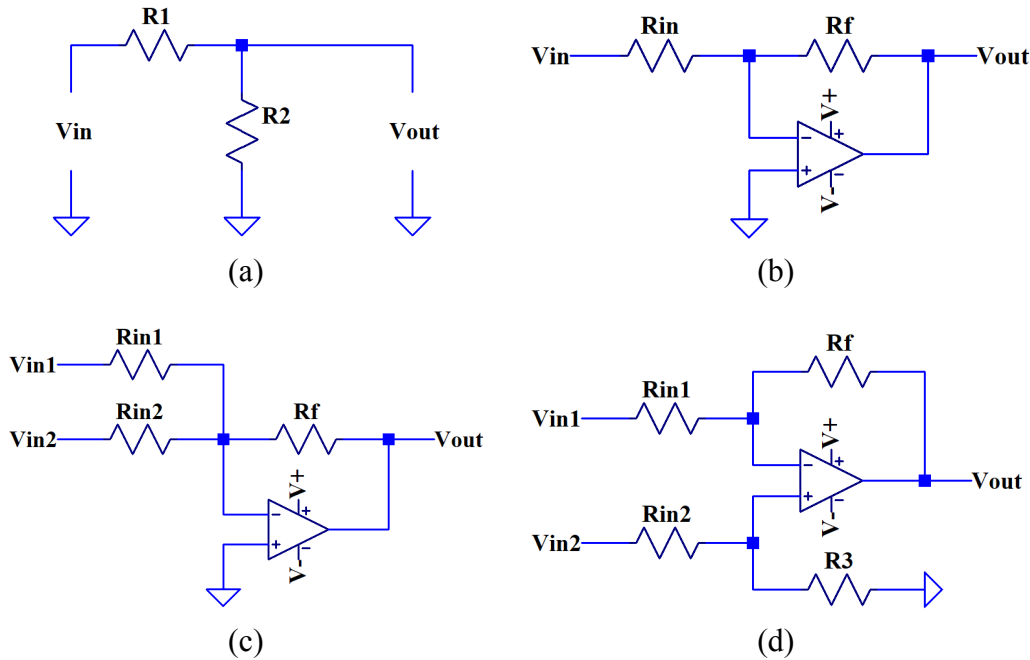 R1
R2
Vin
Vout
(a)
Vin
Rin
Rf
Vout
V+
+
−
+
−
V-
(b)
Rin1
Vin1
Rin2
Vin2
Rf
Vout
V+
+
−
+
−
V-
(c)
Rf
Rin1
Vin1
V+
+
−
+
−
V-
Vout
Rin2
Vin2
R3
(d)